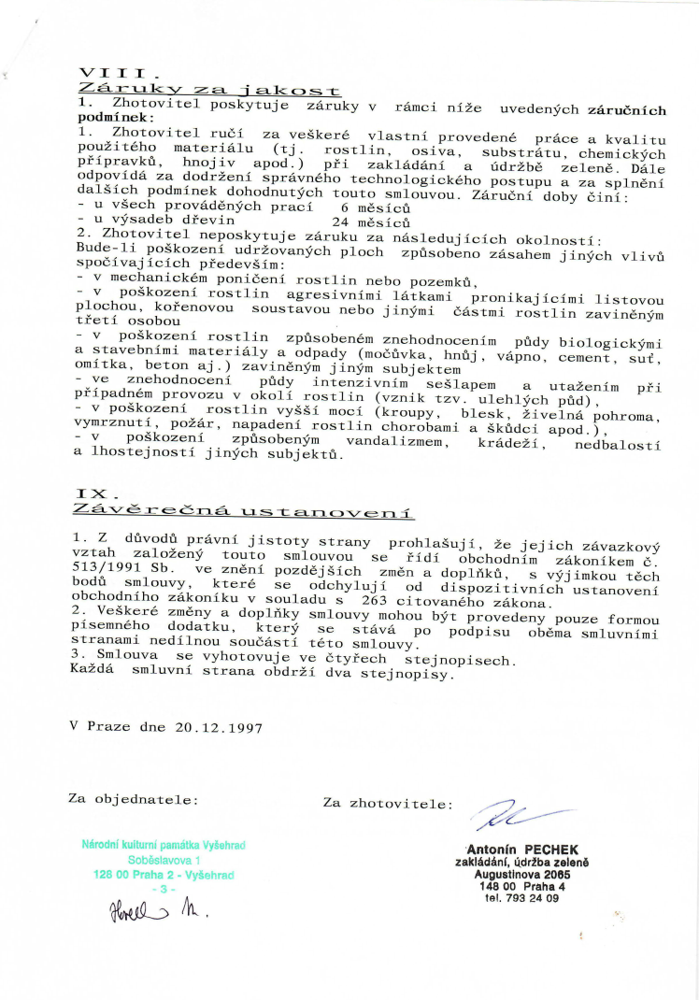 VIII.
Záruky za jakost
1. Zhotovitel poskytuje záruky v rámci níže uvedených záručních
podmínek:
1. Zhotovitel ručí za veškeré vlastní provedené práce a kvalitu
použitého materiálu (tj. rostlin, osiva, substrátu, chemických
přípravků, hnojiv apod.) při zakládání a údržbě zeleně. Dále
odpovídá za dodržení správného technologického postupu a za splnění
dalších podmínek dohodnutých touto smlouvou. Záruční doby činí:
- u všech prováděných prací 6 měsíců
- u výsadeb dřevin 24 měsíců
2. Zhotovitel neposkytuje záruku za následujících okolností:
Bude-li poškození udržovaných ploch způsobeno zásahem jiných vlivů
spočívajících především:
- v mechanickém poničení rostlin nebo pozemků,
- v poškození rostlin agresivními látkami pronikajícími listovou
plochou, kořenovou soustavou nebo jinými částmi rostlin zaviněným
třetí osobou
- v poškození rostlin způsobeném znehodnocením půdy biologickými
a stavebními materiály a odpady (močůvka, hnůj, vápno, cement, suť,
omítka, beton aj.) zaviněným jiným subjektem
- ve znehodnocení půdy intenzivním sešlapem a utažením při
případném provozu v okolí rostlin (vznik tzv. ulehlých půd),
- v poškození rostlin vyšší mocí (kroupy, blesk, živelná pohroma,
vymrznutí, požár, napadení rostlin chorobami a škůdci apod.),
- v poškození způsobeným vandalizmem, krádeží, nedbalostí
a lhostejností jiných subjektů.
IX.
Závěrečná ustanovení
1. Z důvodů právní jistoty strany prohlašují, že jejich závazkový
vztah založený touto smlouvou se řídí obchodním zákoníkem č.
513/1991 Sb. ve znění pozdějších změn a doplňků, s výjimkou těch
bodů smlouvy, které se odchylují od dispozitivních ustanovení
obchodního zákoníku v souladu s 263 citovaného zákona.
2. Veškeré změny a doplňky smlouvy mohou být provedeny pouze formou
písemného dodatku, který se stává po podpisu oběma smluvními
stranami nedílnou součástí této smlouvy.
3. Smlouva se vyhotovuje ve čtyřech stejnopisech.
Každá smluvní strana obdrží dva stejnopisy.
V Praze dne 20.12.1997
Za objednatele:
Za zhotovitele:
Národní kulturní památka Vyšehrad
Soběslavova 1
128 00 Praha 2 - Vyšehrad
- 3 -
Antonín PECHEK
zakládání, údržba zeleně
Augustinova 2065
148 00 Praha 4
tel. 793 24 09